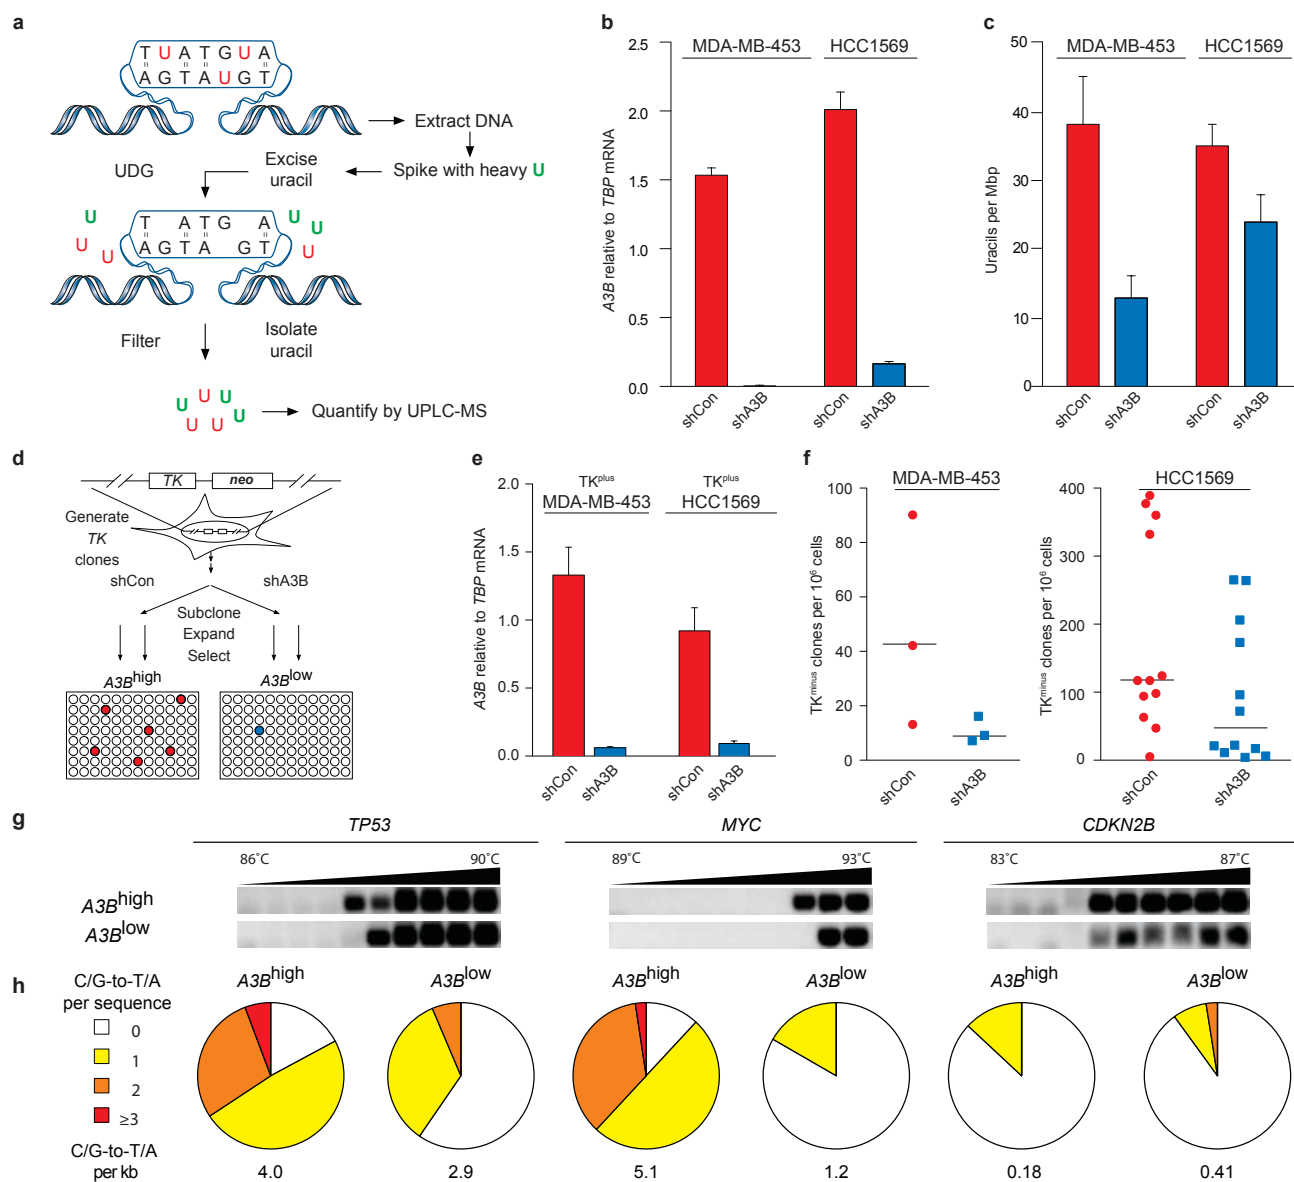 a
T U A T G U A
A G T A U G T
Extract DNA
Spike with heavy U
Excise
uracil
UDG
U U U U U U
T A T G A
A G T A G T
Filter
Isolate
uracil
U U U U U U
Quantify by UPLC-MS
b
MDA-MB-453 HCC1569
A3B relative to TBP mRNA
2.5
2.0
1.5
1.0
0.5
0.0
shCon shA3B shCon shA3B
c
MDA-MB-453 HCC1569
Uracils per Mbp
50
40
30
20
10
0
shCon shA3B shCon shA3B
d
TK neo
Generate
TK
clones
shCon shA3B
Subclone
Expand
Select
A3Bhigh A3Blow
e
TKplus TKplus
MDA-MB-453 HCC1569
A3B relative to TBP mRNA
2.0
1.5
1.0
0.5
0.0
shCon shA3B shCon shA3B
f
MDA-MB-453
TKminus clones per 10⁶ cells
100
80
60
40
20
0
shCon shA3B
HCC1569
TKminus clones per 10⁶ cells
400
300
200
100
0
shCon shA3B
g
TP53 MYC CDKN2B
86°C 90°C 89°C 93°C 83°C 87°C
A3Bhigh
A3Blow
h
C/G-to-T/A
per sequence
0
1
2
≥3
A3Bhigh A3Blow A3Bhigh A3Blow A3Bhigh A3Blow
C/G-to-T/A
per kb
4.0 2.9 5.1 1.2 0.18 0.41